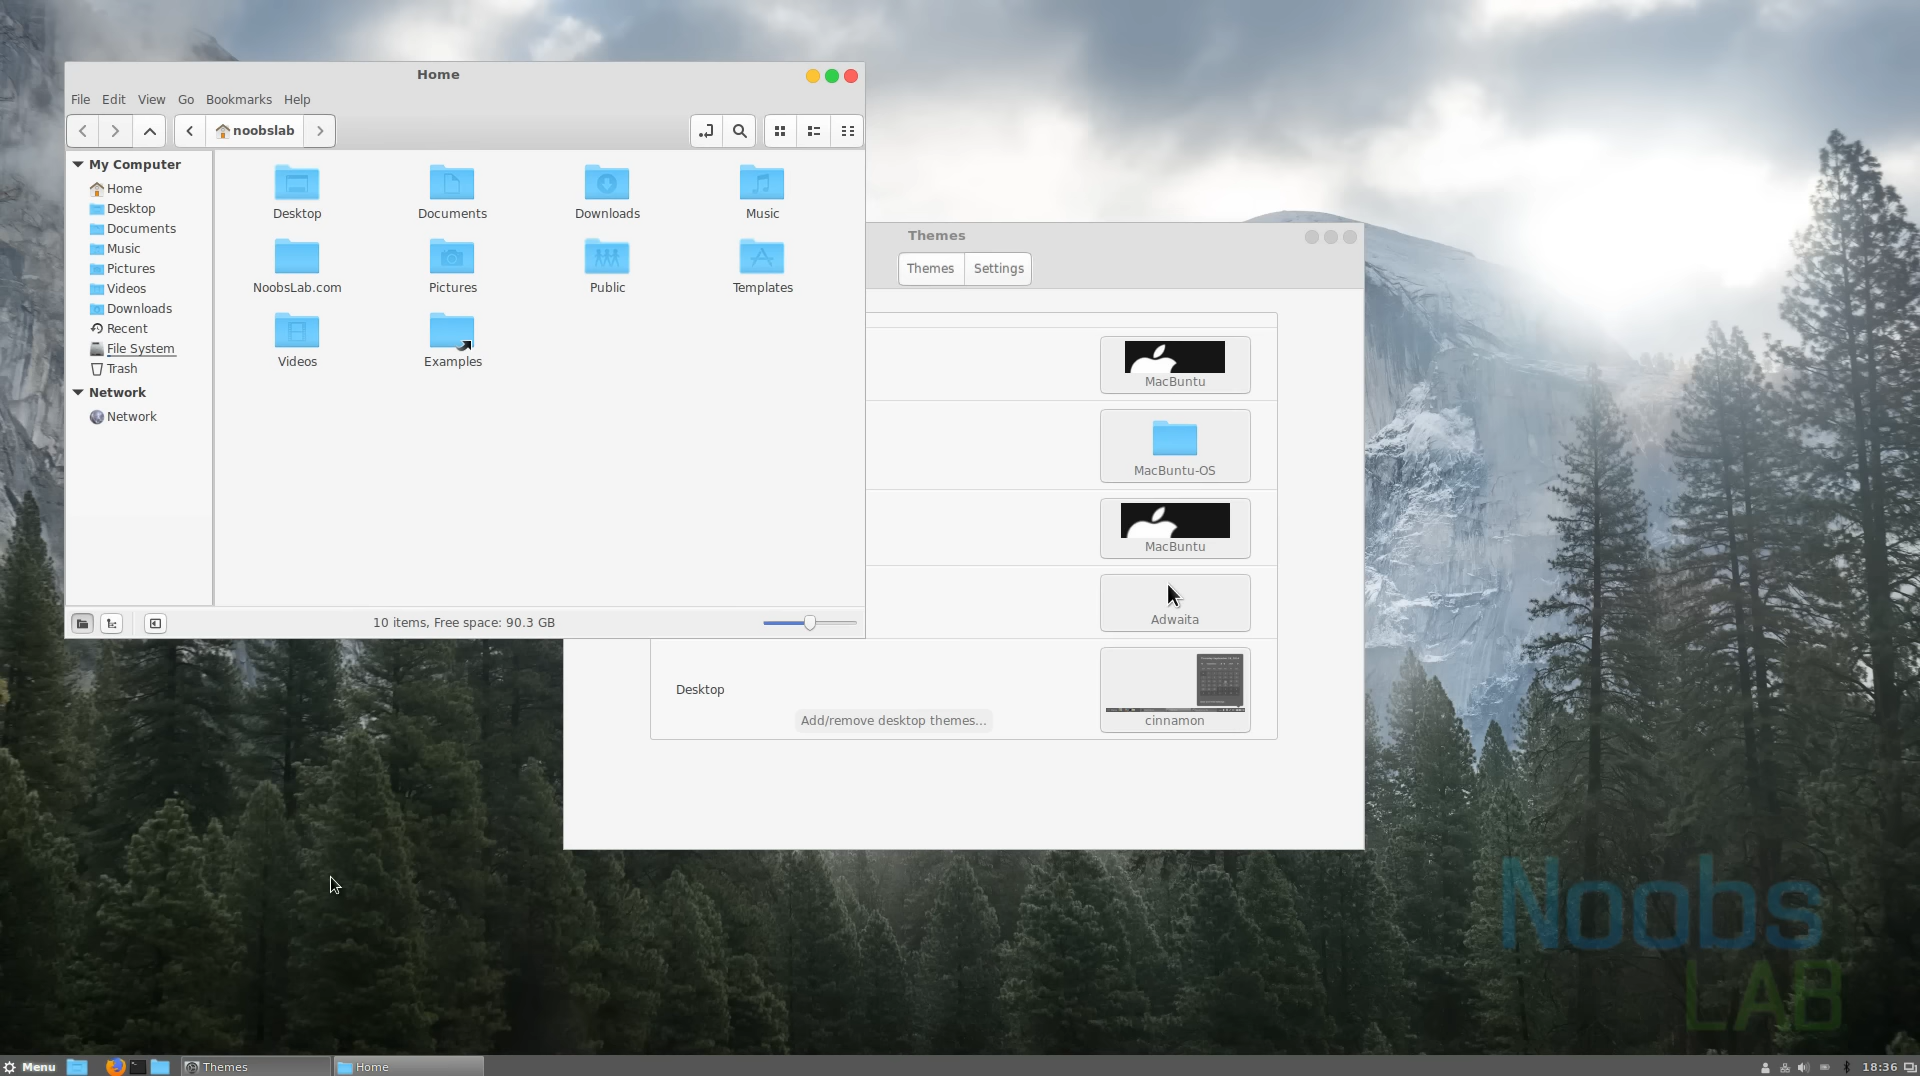 Home
File Edit View Go Bookmarks Help
noobslab
My Computer
Home
Desktop
Documents
Music
Pictures
Videos
Downloads
Recent
File System
Trash
Network
Network
Desktop Documents Downloads Music
NoobsLab.com Pictures Public Templates
Videos Examples
10 items, Free space: 90.3 GB
Themes
Themes Settings
MacBuntu
MacBuntu-OS
MacBuntu
Adwaita
Desktop
Add/remove desktop themes...
cinnamon
Noobs
LAB
Menu Themes Home 18:36